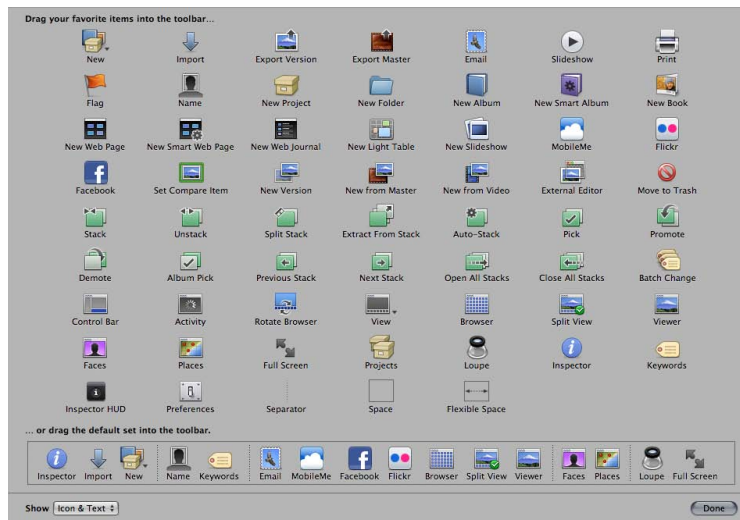 Drag your favorite items into the toolbar...
New Import Export Version Export Master Email Slideshow Print
Flag Name New Project New Folder New Album New Smart Album New Book
New Web Page New Smart Web Page New Web Journal New Light Table New Slideshow MobileMe Flickr
Facebook Set Compare Item New Version New from Master New from Video External Editor Move to Trash
Stack Unstack Split Stack Extract From Stack Auto-Stack Pick Promote
Demote Album Pick Previous Stack Next Stack Open All Stacks Close All Stacks Batch Change
Control Bar Activity Rotate Browser View Browser Split View Viewer
Faces Places Full Screen Projects Loupe Inspector Keywords
Inspector HUD Preferences Separator Space Flexible Space
... or drag the default set into the toolbar.
Inspector Import New Name Keywords Email MobileMe Facebook Flickr Browser Split View Viewer Faces Places Loupe Full Screen
Show Icon & Text Done